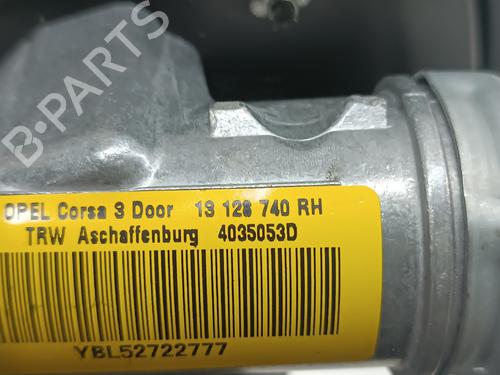 B-PARTS
OPEL Corsa 3 Door 13 128 740 RH
TRW Aschaffenburg 4035053D
YBL52722777